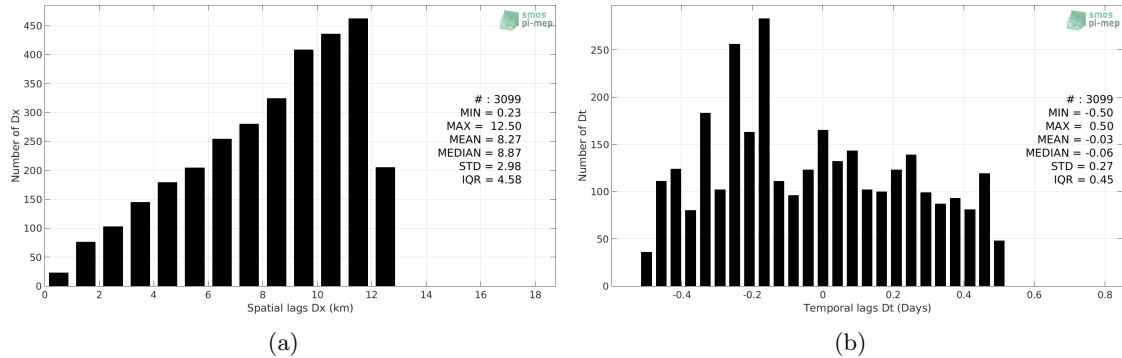 450
400
350
300
250
200
150
100
50
0
Number of Dx
0 2 4 6 8 10 12 14 16 18
Spatial lags Dx (km)
smos
pi-mep
# : 3099
MIN = 0.23
MAX = 12.50
MEAN = 8.27
MEDIAN = 8.87
STD = 2.98
IQR = 4.58
(a)
250
200
150
100
50
0
Number of Dt
-0.4 -0.2 0 0.2 0.4 0.6 0.8
Temporal lags Dt (Days)
smos
pi-mep
# : 3099
MIN = -0.50
MAX = 0.50
MEAN = -0.03
MEDIAN = -0.06
STD = 0.27
IQR = 0.45
(b)